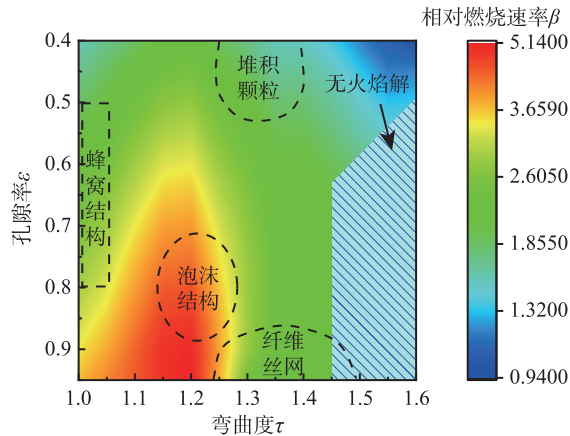 相对燃烧速率β
0.4
0.5
0.6
0.7
0.8
0.9
孔隙率ε
堆积
颗粒
无火焰解
蜂
窝
结
构
泡沫
结构
纤维
丝网
1.0
1.1
1.2
1.3
1.4
1.5
1.6
弯曲度τ
5.1400
3.6590
2.6050
1.8550
1.3200
0.9400